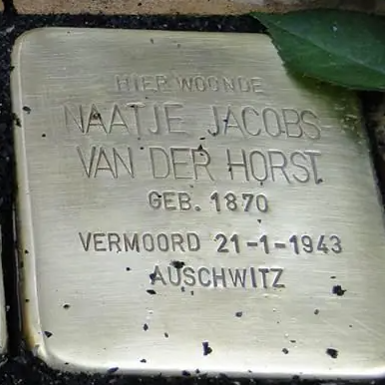 HIER WOONDE
NAATJE JACOBS-
VAN DER HORST
GEB. 1870
VERMOORD 21-1-1943
AUSCHWITZ